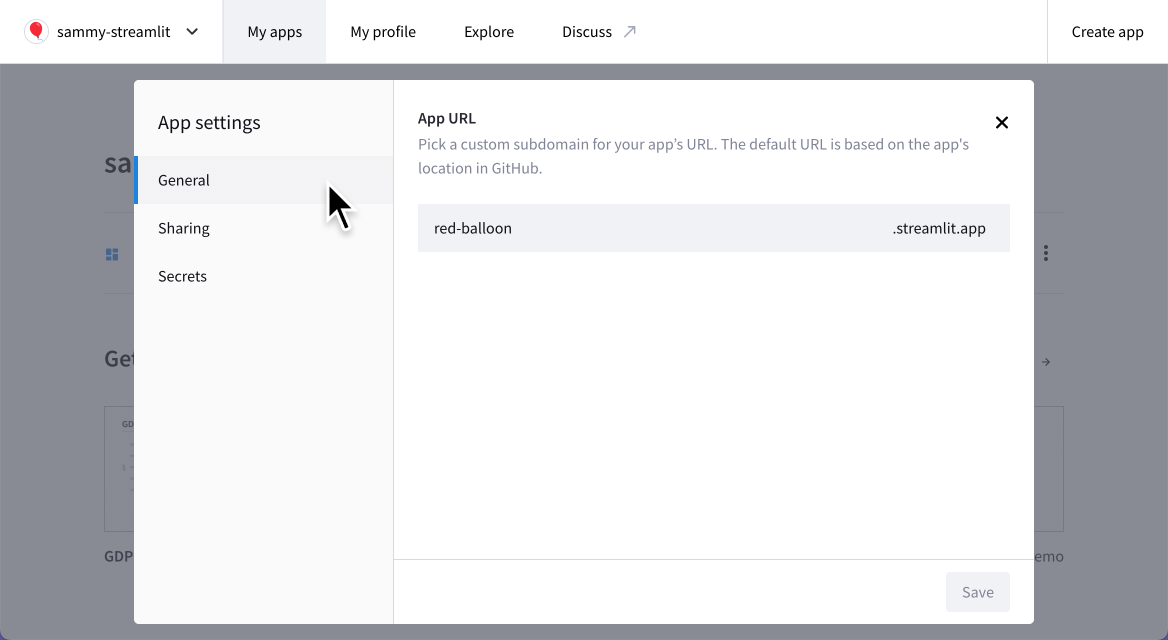 sammy-streamlit
My apps
My profile
Explore
Discuss
Create app
App settings
General
Sharing
Secrets
App URL
Pick a custom subdomain for your app’s URL. The default URL is based on the app's
location in GitHub.
red-balloon
.streamlit.app
Save
sa
Get
GD
GDP
emo